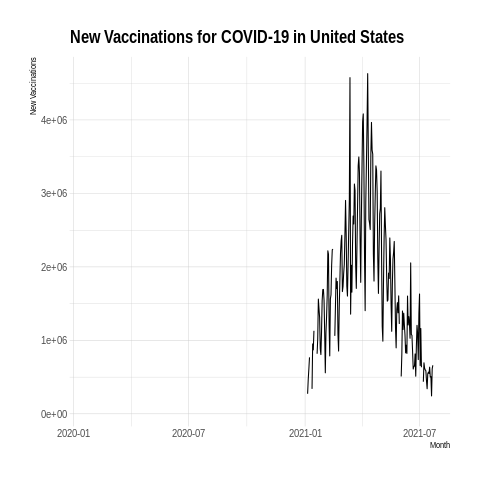 New Vaccinations for COVID-19 in United States
New Vaccinations
4e+06
3e+06
2e+06
1e+06
0e+00
2020-01 2020-07 2021-01 2021-07
Month